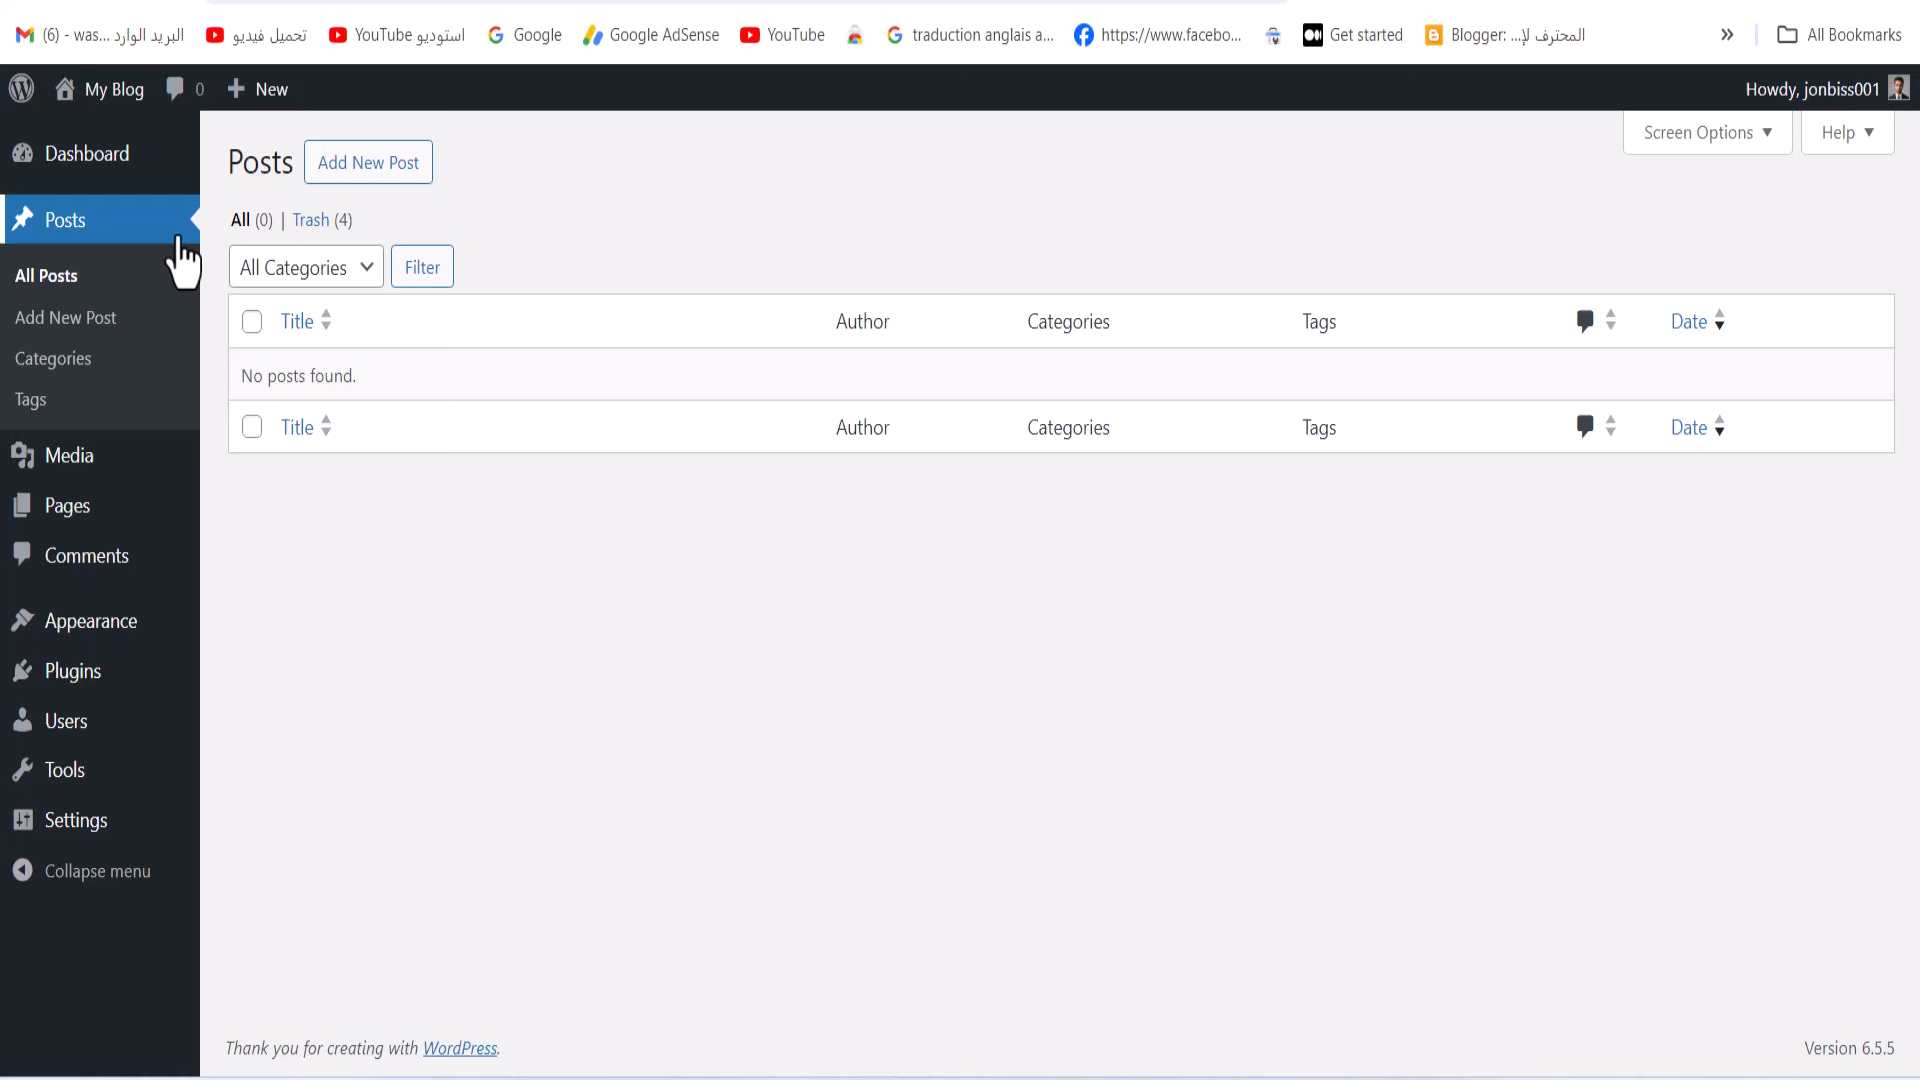 (6) - was... البريد الوارد
تحميل فيديو
YouTube استوديو
Google
Google AdSense
YouTube
traduction anglais a...
https://www.facebo...
Get started
Blogger: ...المحترف لإ
»
All Bookmarks
My Blog
0
New
Howdy, jonbiss001
Dashboard
Posts
All Posts
Add New Post
Categories
Tags
Media
Pages
Comments
Appearance
Plugins
Users
Tools
Settings
Collapse menu
Screen Options
Help
Posts
Add New Post
All (0) | Trash (4)
All Categories
Filter
Title
Author
Categories
Tags
Date
No posts found.
Title
Author
Categories
Tags
Date
Thank you for creating with WordPress.
Version 6.5.5